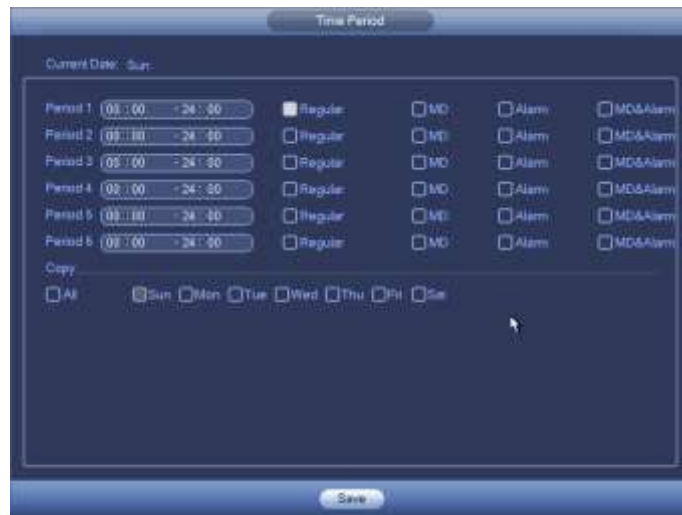 Time Period
Current Date: Sun
Period 1 00 : 00 - 24 : 00 Regular MD Alarm MD&Alarm
Period 2 00 : 00 - 24 : 00 Regular MD Alarm MD&Alarm
Period 3 00 : 00 - 24 : 00 Regular MD Alarm MD&Alarm
Period 4 00 : 00 - 24 : 00 Regular MD Alarm MD&Alarm
Period 5 00 : 00 - 24 : 00 Regular MD Alarm MD&Alarm
Period 6 00 : 00 - 24 : 00 Regular MD Alarm MD&Alarm
Copy
All Sun Mon Tue Wed Thu Fri Sat
Save